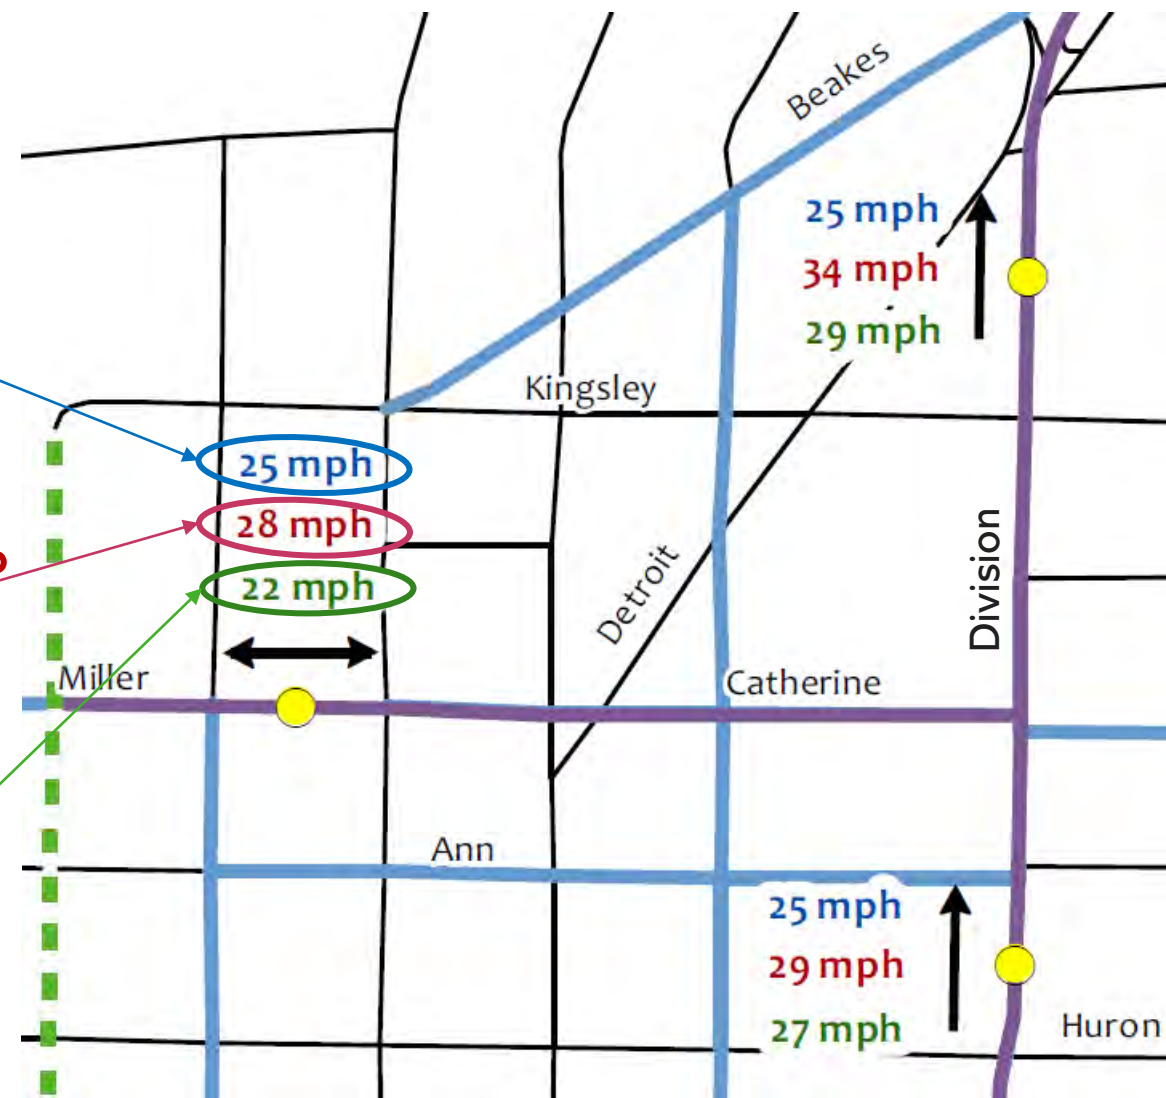 Beakes
25 mph
34 mph
29 mph
Kingsley
25 mph
28 mph
22 mph
Detroit
Division
Miller
Catherine
Ann
25 mph
29 mph
27 mph
Huron